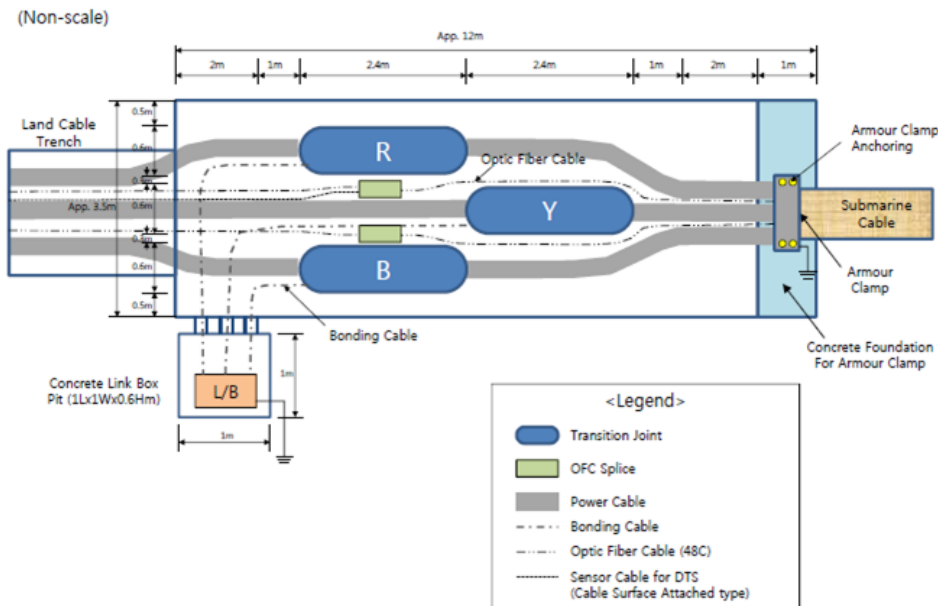 (Non-scale)
App. 12m
2m
1m
2.4m
2.4m
1m
2m
1m
Land Cable
Trench
0.5m
0.6m
0.5m
App. 3.5m
0.6m
0.5m
0.6m
0.5m
R
Y
B
Optic Fiber Cable
Armour Clamp
Anchoring
Submarine
Cable
Armour
Clamp
Concrete Foundation
For Armour Clamp
Bonding Cable
Concrete Link Box
Pit (1Lx1Wx0.6Hm)
L/B
1m
1m
<Legend>
Transition Joint
OFC Splice
Power Cable
Bonding Cable
Optic Fiber Cable (48C)
Sensor Cable for DTS
(Cable Surface Attached type)